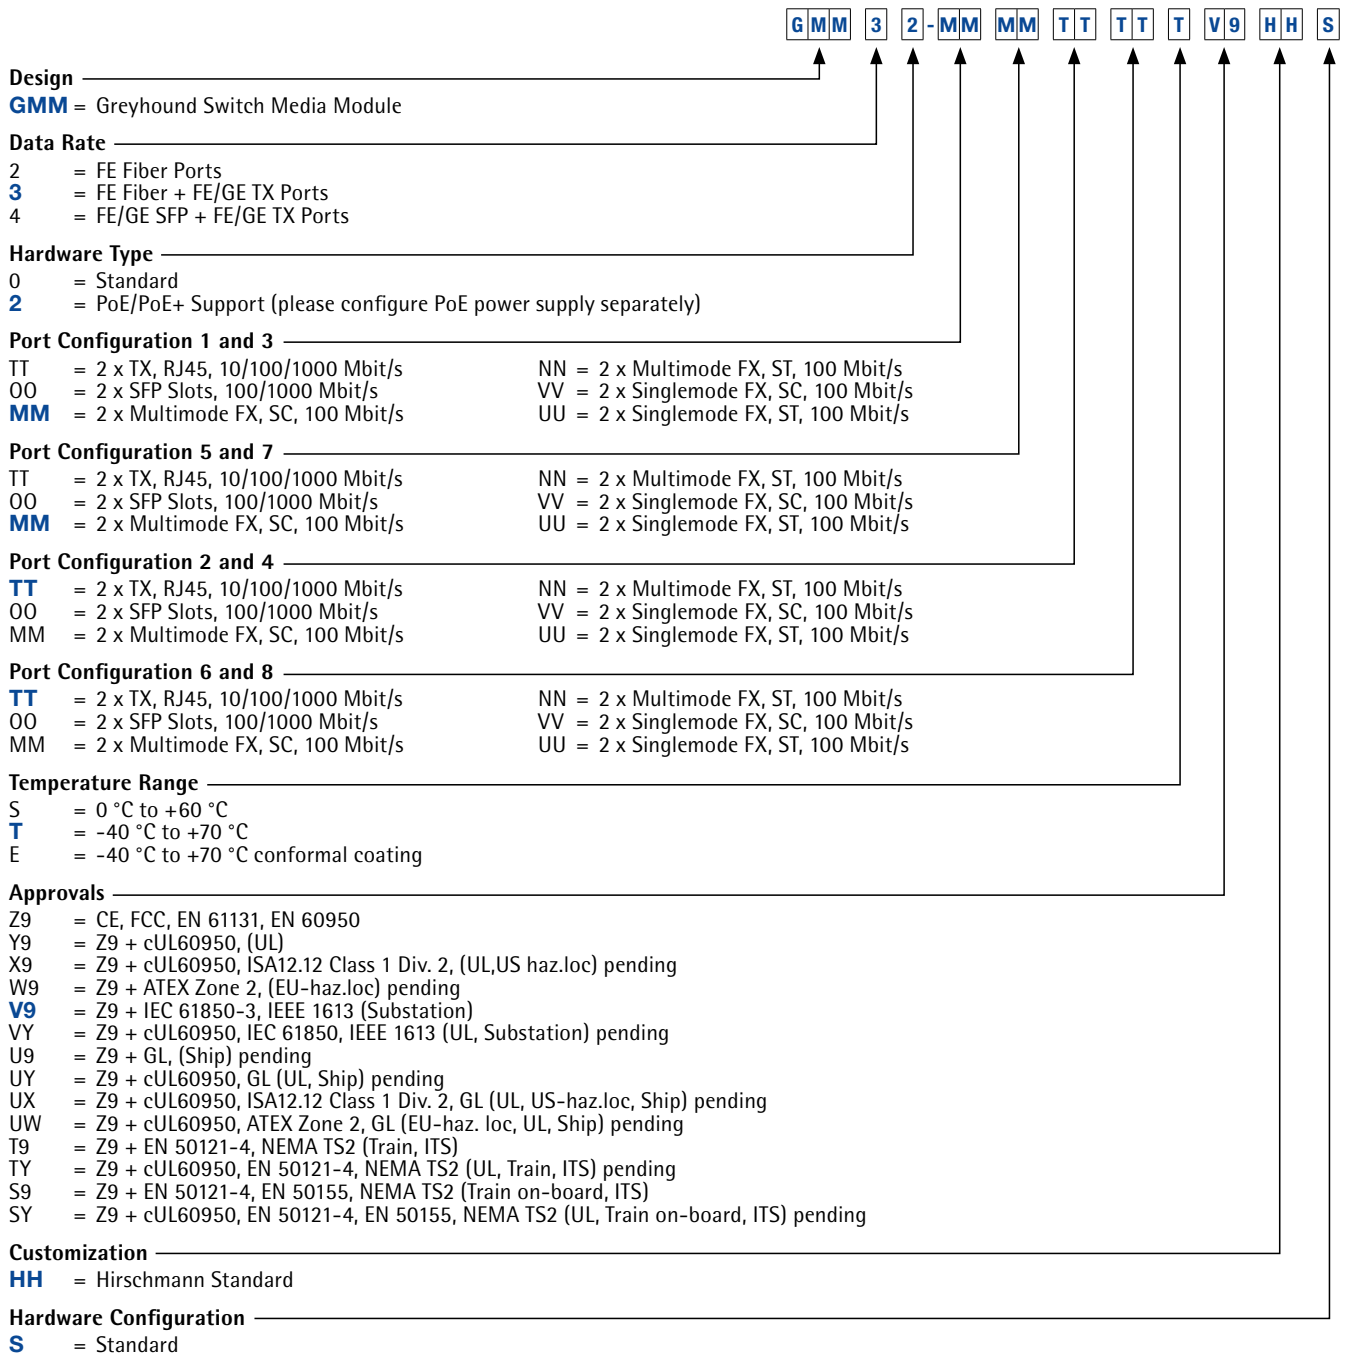 GMM 3 2-MM MM TT TT T V9 HH S
Design
GMM = Greyhound Switch Media Module
Data Rate
2 = FE Fiber Ports
3 = FE Fiber + FE/GE TX Ports
4 = FE/GE SFP + FE/GE TX Ports
Hardware Type
0 = Standard
2 = PoE/PoE+ Support (please configure PoE power supply separately)
Port Configuration 1 and 3
TT = 2 x TX, RJ45, 10/100/1000 Mbit/s NN = 2 x Multimode FX, ST, 100 Mbit/s
OO = 2 x SFP Slots, 100/1000 Mbit/s VV = 2 x Singlemode FX, SC, 100 Mbit/s
MM = 2 x Multimode FX, SC, 100 Mbit/s UU = 2 x Singlemode FX, ST, 100 Mbit/s
Port Configuration 5 and 7
TT = 2 x TX, RJ45, 10/100/1000 Mbit/s NN = 2 x Multimode FX, ST, 100 Mbit/s
OO = 2 x SFP Slots, 100/1000 Mbit/s VV = 2 x Singlemode FX, SC, 100 Mbit/s
MM = 2 x Multimode FX, SC, 100 Mbit/s UU = 2 x Singlemode FX, ST, 100 Mbit/s
Port Configuration 2 and 4
TT = 2 x TX, RJ45, 10/100/1000 Mbit/s NN = 2 x Multimode FX, ST, 100 Mbit/s
OO = 2 x SFP Slots, 100/1000 Mbit/s VV = 2 x Singlemode FX, SC, 100 Mbit/s
MM = 2 x Multimode FX, SC, 100 Mbit/s UU = 2 x Singlemode FX, ST, 100 Mbit/s
Port Configuration 6 and 8
TT = 2 x TX, RJ45, 10/100/1000 Mbit/s NN = 2 x Multimode FX, ST, 100 Mbit/s
OO = 2 x SFP Slots, 100/1000 Mbit/s VV = 2 x Singlemode FX, SC, 100 Mbit/s
MM = 2 x Multimode FX, SC, 100 Mbit/s UU = 2 x Singlemode FX, ST, 100 Mbit/s
Temperature Range
S = 0 °C to +60 °C
T = -40 °C to +70 °C
E = -40 °C to +70 °C conformal coating
Approvals
Z9 = CE, FCC, EN 61131, EN 60950
Y9 = Z9 + cUL60950, (UL)
X9 = Z9 + cUL60950, ISA12.12 Class 1 Div. 2, (UL,US haz.loc) pending
W9 = Z9 + ATEX Zone 2, (EU-haz.loc) pending
V9 = Z9 + IEC 61850-3, IEEE 1613 (Substation)
VY = Z9 + cUL60950, IEC 61850, IEEE 1613 (UL, Substation) pending
U9 = Z9 + GL, (Ship) pending
UY = Z9 + cUL60950, GL (UL, Ship) pending
UX = Z9 + cUL60950, ISA12.12 Class 1 Div. 2, GL (UL, US-haz.loc, Ship) pending
UW = Z9 + cUL60950, ATEX Zone 2, GL (EU-haz. loc, UL, Ship) pending
T9 = Z9 + EN 50121-4, NEMA TS2 (Train, ITS)
TY = Z9 + cUL60950, EN 50121-4, NEMA TS2 (UL, Train, ITS) pending
S9 = Z9 + EN 50121-4, EN 50155, NEMA TS2 (Train on-board, ITS)
SY = Z9 + cUL60950, EN 50121-4, EN 50155, NEMA TS2 (UL, Train on-board, ITS) pending
Customization
HH = Hirschmann Standard
Hardware Configuration
S = Standard